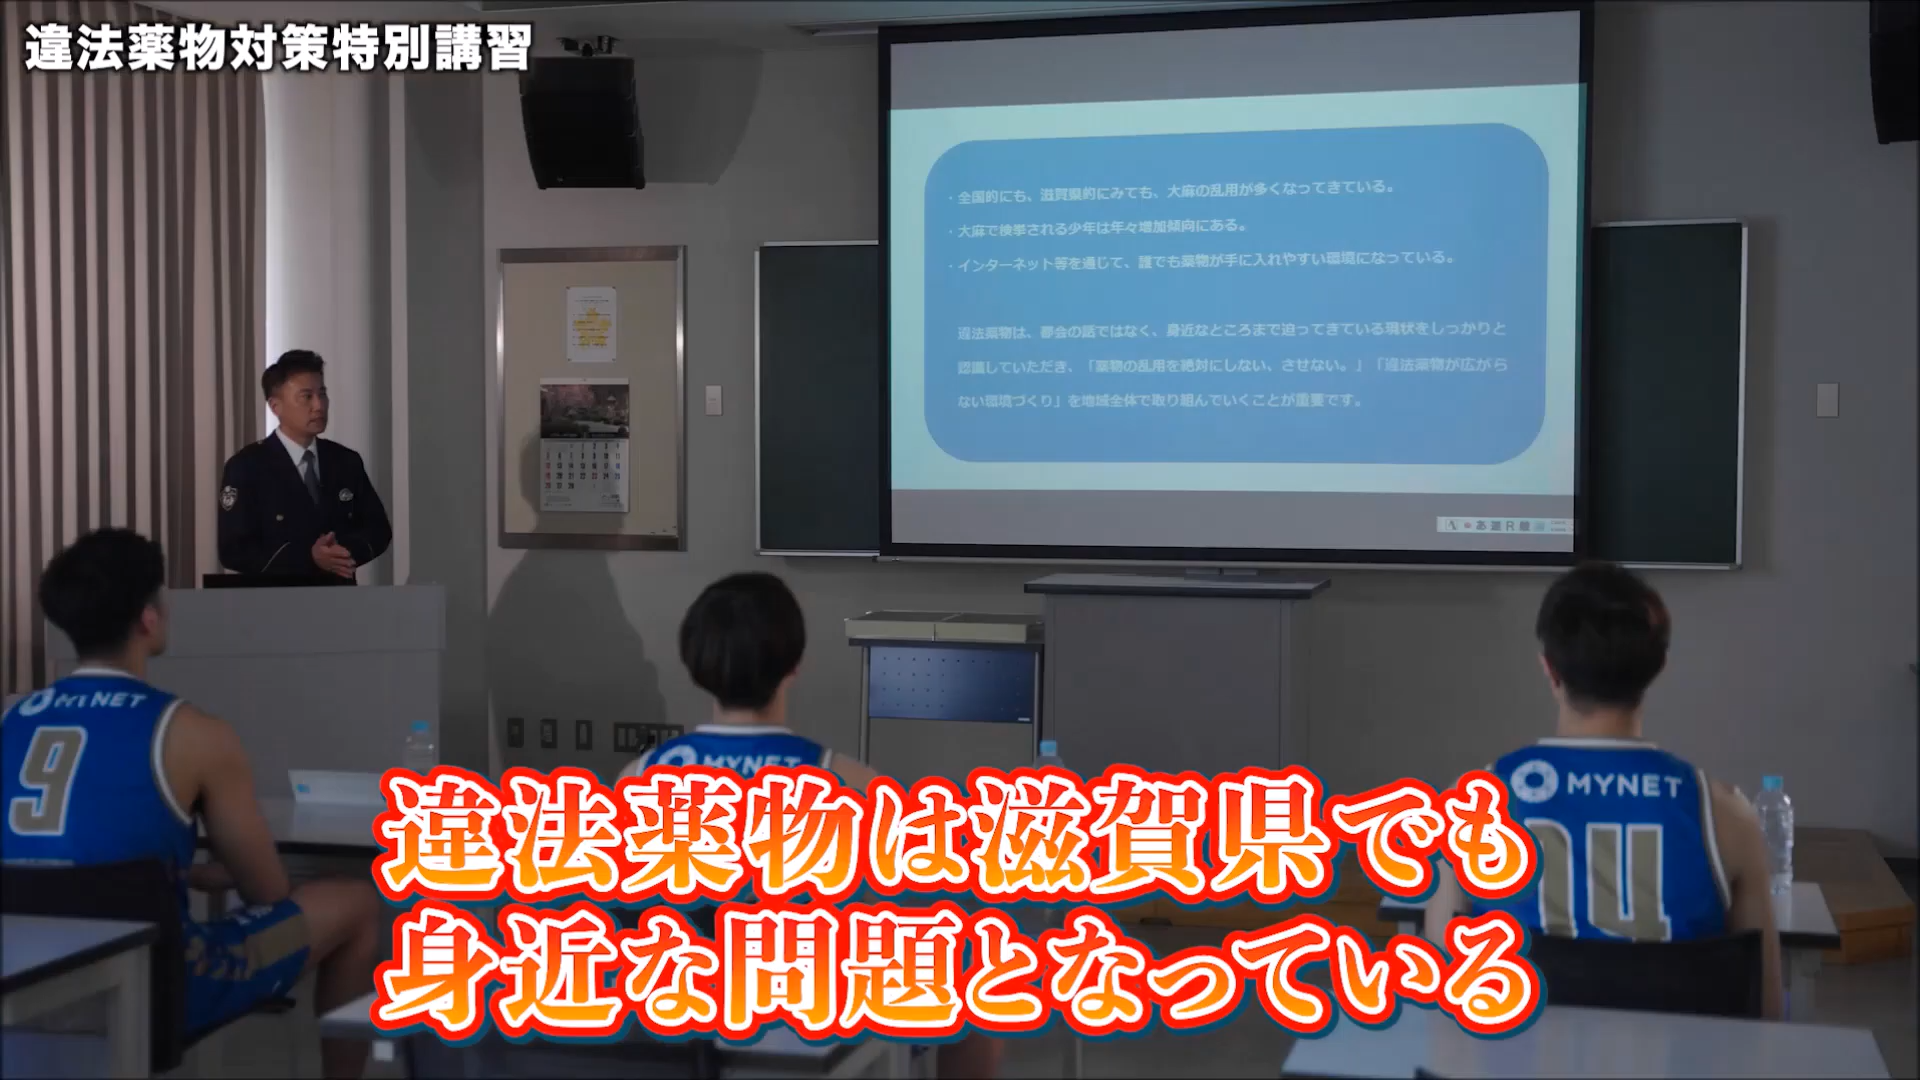 違法薬物対策特別講習
・全国的にも、滋賀県的にみても、大麻の乱用が多くなってきている。
・大麻で検挙される少年は年々増加傾向にある。
・インターネット等を通じて、誰でも薬物が手に入れやすい環境になっている。
違法薬物は、都会の話ではなく、身近なところまで迫ってきている現状をしっかりと
認識していただき、「薬物の乱用を絶対にしない、させない。」「違法薬物が広がら
ない環境づくり」を地域全体で取り組んでいくことが重要です。
MYNET
9
MYNET
MYNET
14
違法薬物は滋賀県でも
身近な問題となっている